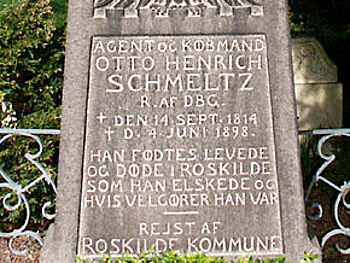 AGENT OG KØBMAND
OTTO HENRICH
SCHMELTZ
R. AF DBG.
+ DEN 14 SEPT. 1814
+ D. 4 JUNI 1898.
HAN FØDTES, LEVEDE
OG DØDE I ROSKILDE
SOM HAN ELSKEDE OG
HVIS VELGØRER HAN VAR
REJST AF
ROSKILDE KOMMUNE